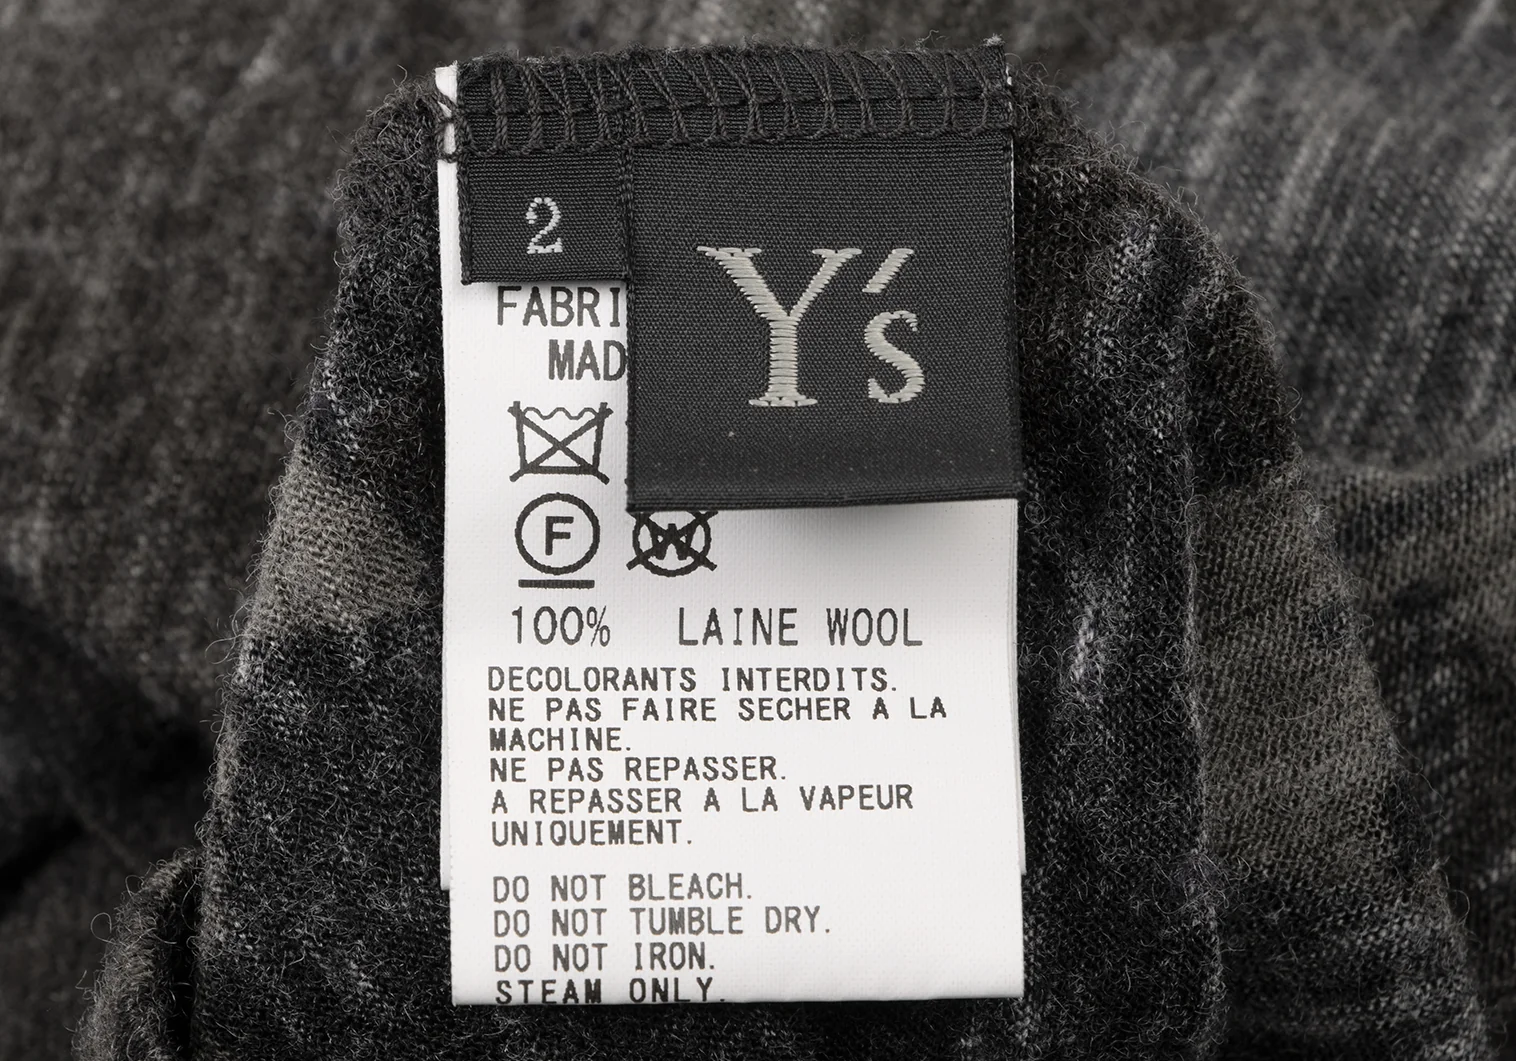 2
Y's
FABRI
MAD
F
W
100% LAINE WOOL
DECOLORANTS INTERDITS.
NE PAS FAIRE SECHER A LA
MACHINE.
NE PAS REPASSER.
A REPASSER A LA VAPEUR
UNIQUEMENT.
DO NOT BLEACH.
DO NOT TUMBLE DRY.
DO NOT IRON.
STEAM ONLY.